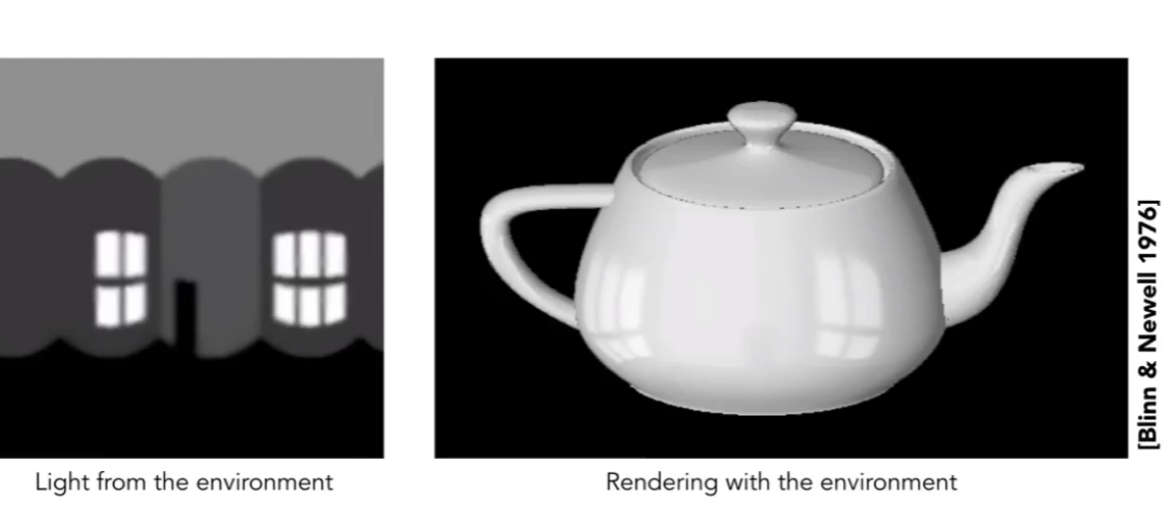 Light from the environment
Rendering with the environment
[Blinn & Newell 1976]